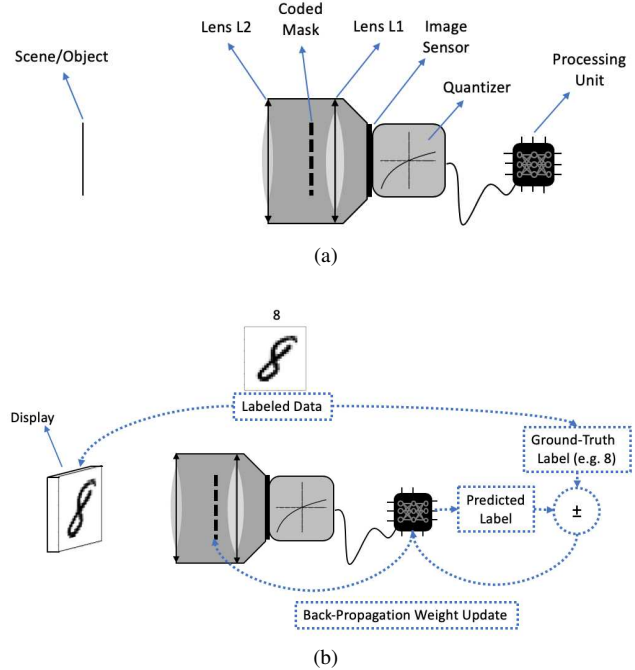 Scene/Object
Lens L2
Coded
Mask
Lens L1
Image
Sensor
Quantizer
Processing
Unit
(a)
8
Labeled Data
Display
Ground-Truth
Label (e.g. 8)
Predicted
Label
±
Back-Propagation Weight Update
(b)